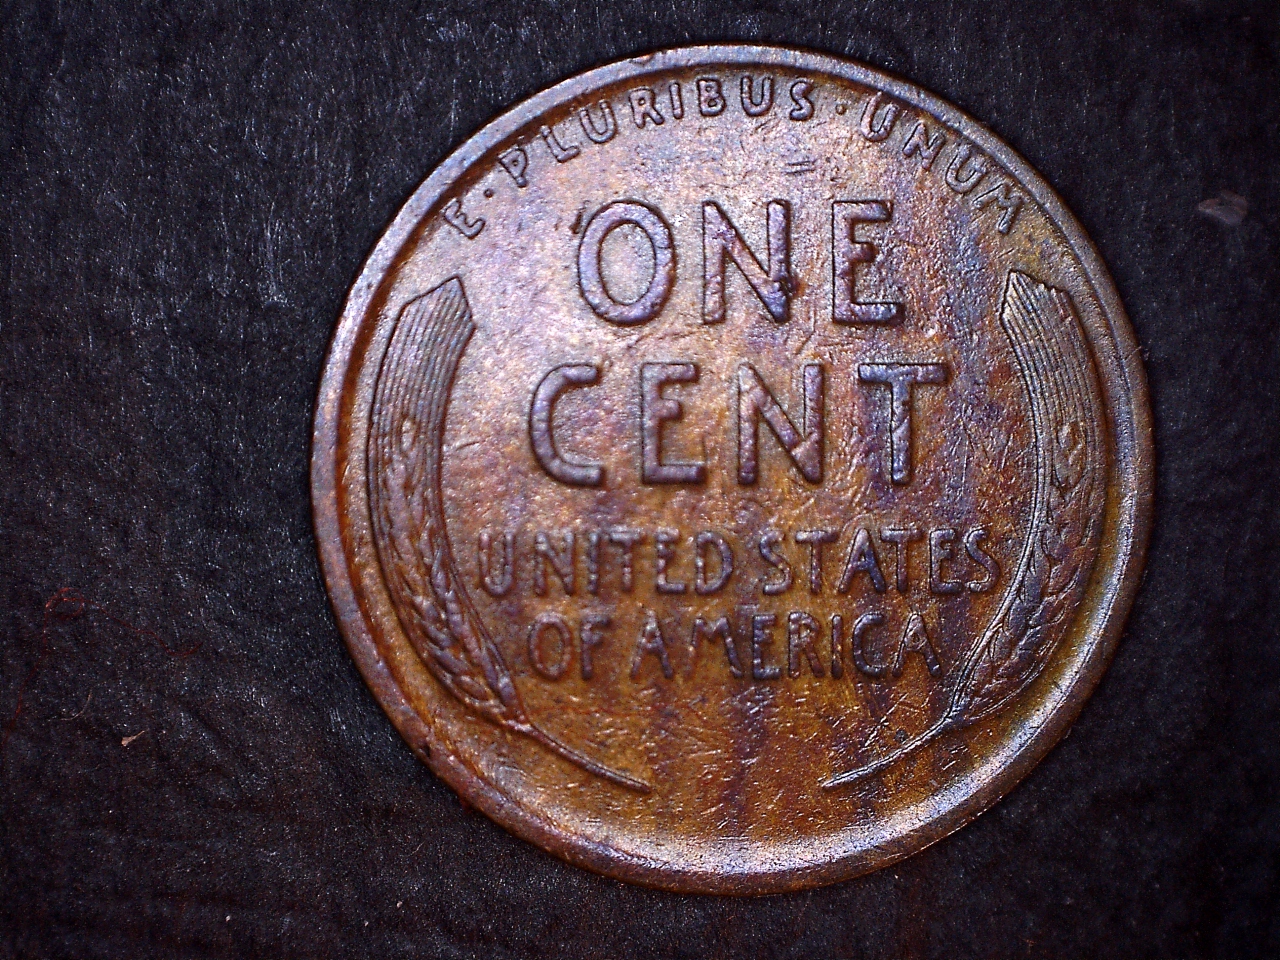 E · PLURIBUS · UNUM
ONE
CENT
UNITED STATES
OF AMERICA